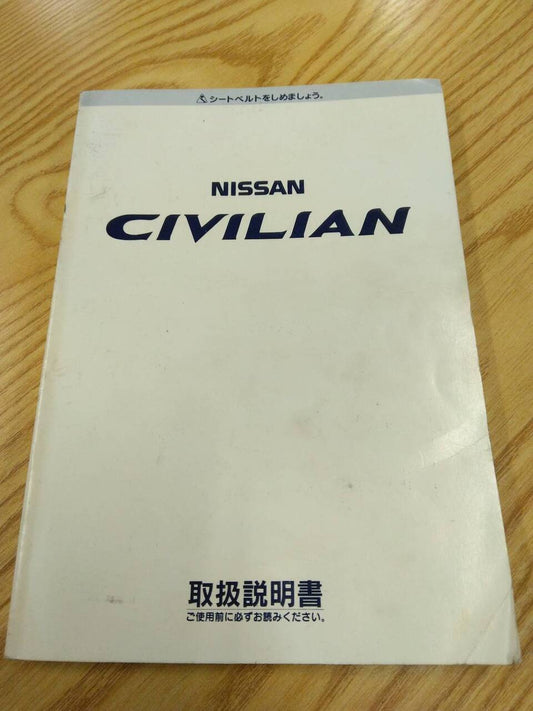 シートベルトをしめましょう。
NISSAN
CIVILIAN
取扱説明書
ご使用前に必ずお読みください。